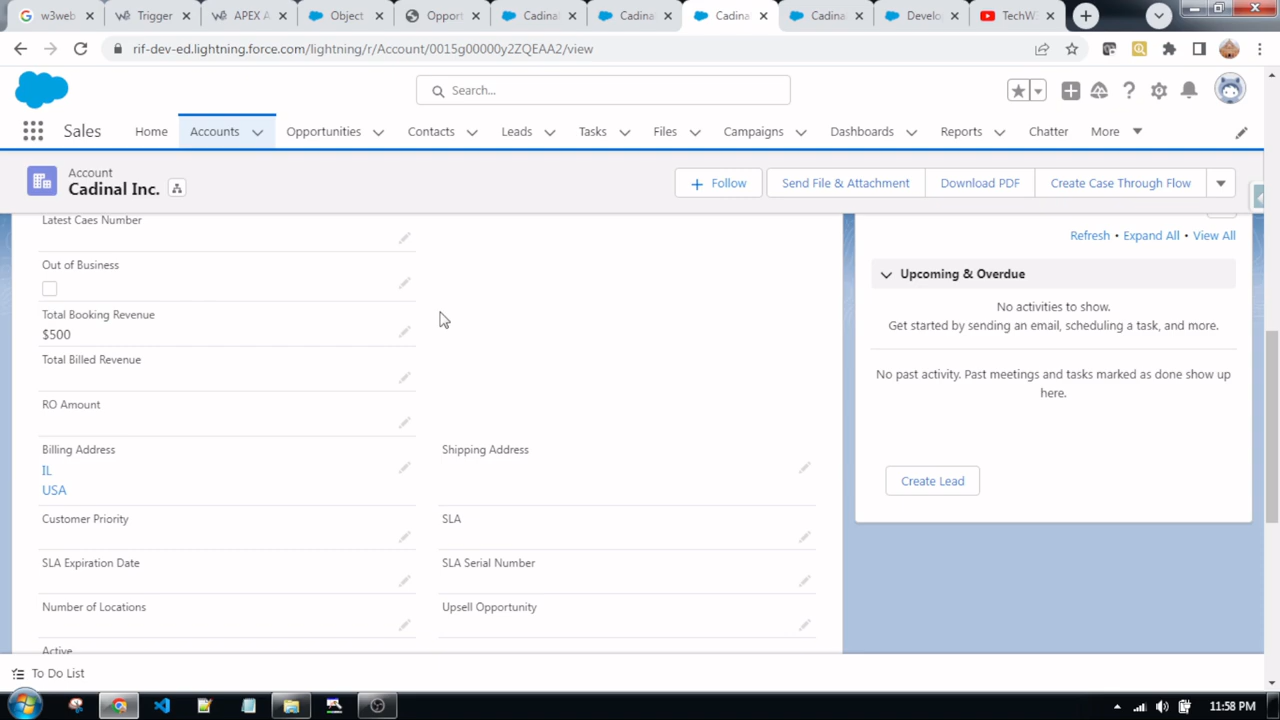 w3web
Trigger
APEX A
Object
Opport
Cadina
Cadina
Cadina
Cadina
Develo
TechW
rif-dev-ed.lightning.force.com/lightning/r/Account/0015g00000y2ZQEAA2/view
Search...
Sales
Home
Accounts
Opportunities
Contacts
Leads
Tasks
Files
Campaigns
Dashboards
Reports
Chatter
More
Account
Cadinal Inc.
Follow
Send File & Attachment
Download PDF
Create Case Through Flow
Latest Caes Number
Out of Business
Total Booking Revenue
$500
Total Billed Revenue
RO Amount
Billing Address
IL
USA
Shipping Address
Customer Priority
SLA
SLA Expiration Date
SLA Serial Number
Number of Locations
Upsell Opportunity
Active
Refresh • Expand All • View All
Upcoming & Overdue
No activities to show.
Get started by sending an email, scheduling a task, and more.
No past activity. Past meetings and tasks marked as done show up
here.
Create Lead
To Do List
11:58 PM